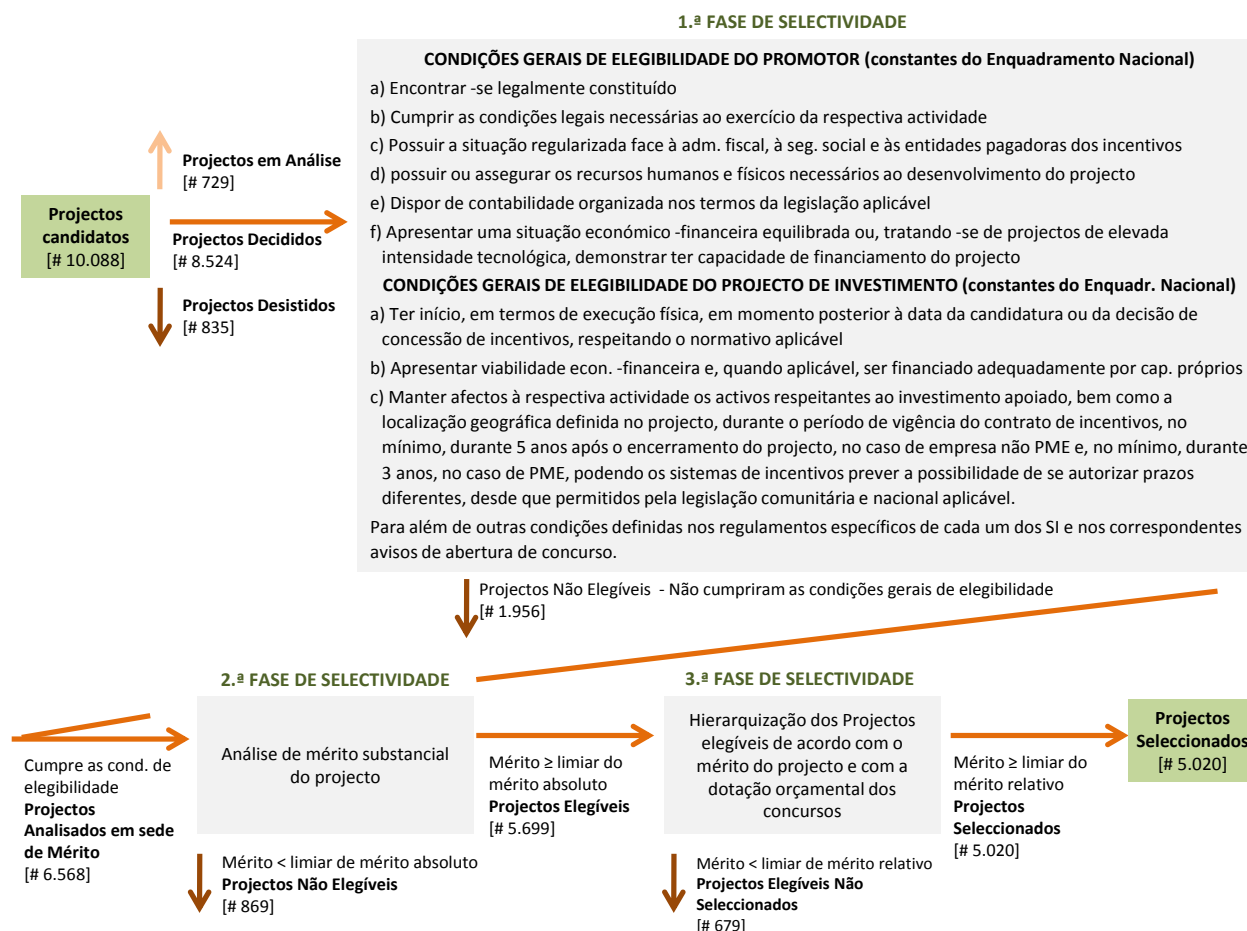 1.ª FASE DE SELECTIVIDADE
CONDIÇÕES GERAIS DE ELEGIBILIDADE DO PROMOTOR (constantes do Enquadramento Nacional)
a) Encontrar -se legalmente constituído
b) Cumprir as condições legais necessárias ao exercício da respectiva actividade
c) Possuir a situação regularizada face à adm. fiscal, à seg. social e às entidades pagadoras dos incentivos
d) possuir ou assegurar os recursos humanos e físicos necessários ao desenvolvimento do projecto
e) Dispor de contabilidade organizada nos termos da legislação aplicável
f) Apresentar uma situação económico -financeira equilibrada ou, tratando -se de projectos de elevada
intensidade tecnológica, demonstrar ter capacidade de financiamento do projecto
CONDIÇÕES GERAIS DE ELEGIBILIDADE DO PROJECTO DE INVESTIMENTO (constantes do Enquadr. Nacional)
a) Ter início, em termos de execução física, em momento posterior à data da candidatura ou da decisão de
concessão de incentivos, respeitando o normativo aplicável
b) Apresentar viabilidade econ. -financeira e, quando aplicável, ser financiado adequadamente por cap. próprios
c) Manter afectos à respectiva actividade os activos respeitantes ao investimento apoiado, bem como a
localização geográfica definida no projecto, durante o período de vigência do contrato de incentivos, no
mínimo, durante 5 anos após o encerramento do projecto, no caso de empresa não PME e, no mínimo, durante
3 anos, no caso de PME, podendo os sistemas de incentivos prever a possibilidade de se autorizar prazos
diferentes, desde que permitidos pela legislação comunitária e nacional aplicável.
Para além de outras condições definidas nos regulamentos específicos de cada um dos SI e nos correspondentes
avisos de abertura de concurso.
Projectos em Análise
[# 729]
Projectos
candidatos
[# 10.088]
Projectos Decididos
[# 8.524]
Projectos Desistidos
[# 835]
Projectos Não Elegíveis - Não cumpriram as condições gerais de elegibilidade
[# 1.956]
2.ª FASE DE SELECTIVIDADE
3.ª FASE DE SELECTIVIDADE
Cumpre as cond. de
elegibilidade
Projectos
Analisados em sede
de Mérito
[# 6.568]
Análise de mérito substancial
do projecto
Mérito ≥ limiar do
mérito absoluto
Projectos Elegíveis
[# 5.699]
Hierarquização dos Projectos
elegíveis de acordo com o
mérito do projecto e com a
dotação orçamental dos
concursos
Mérito ≥ limiar do
mérito relativo
Projectos
Seleccionados
[# 5.020]
Projectos
Seleccionados
[# 5.020]
Mérito < limiar de mérito absoluto
Projectos Não Elegíveis
[# 869]
Mérito < limiar de mérito relativo
Projectos Elegíveis Não
Seleccionados
[# 679]